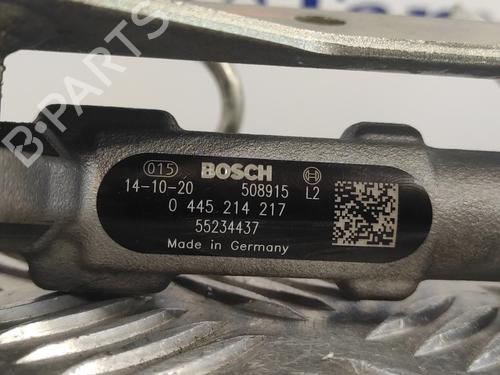 015 BOSCH
14-10-20 508915 L2
0 445 214 217
55234437
Made in Germany
B-PARTS